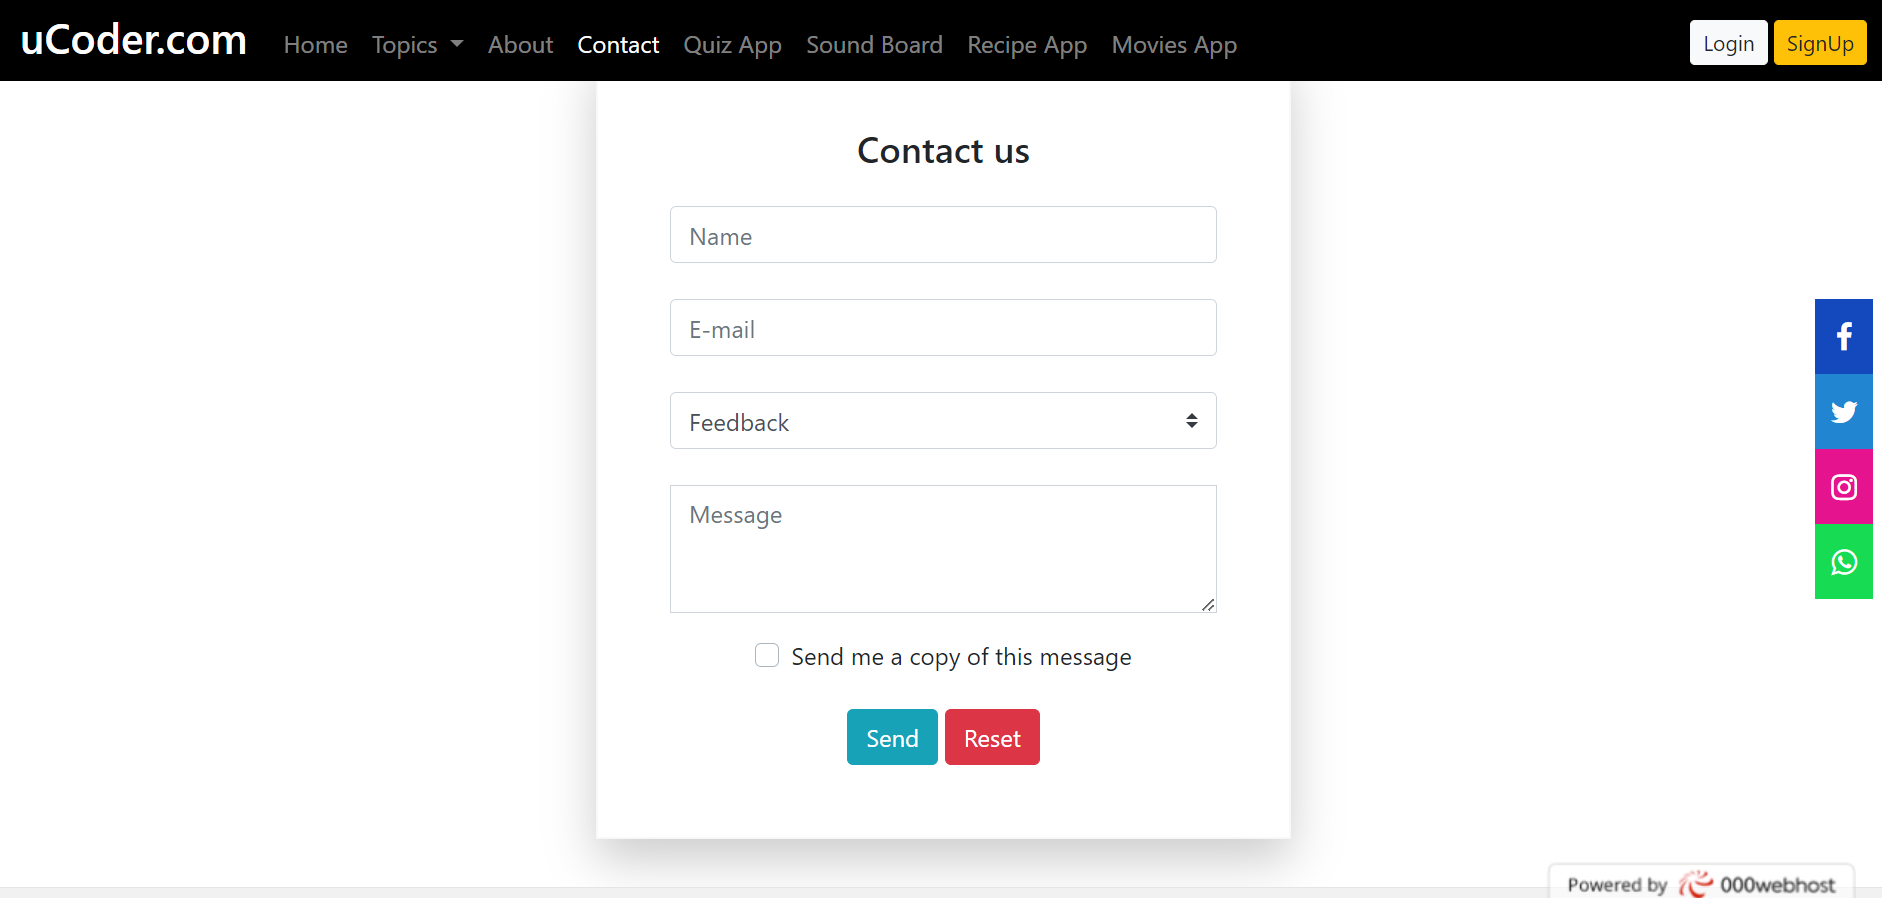 uCoder.com Home Topics About Contact Quiz App Sound Board Recipe App Movies App Login SignUp
Contact us
Name
E-mail
Feedback
Message
Send me a copy of this message
Send Reset
Powered by 000webhost